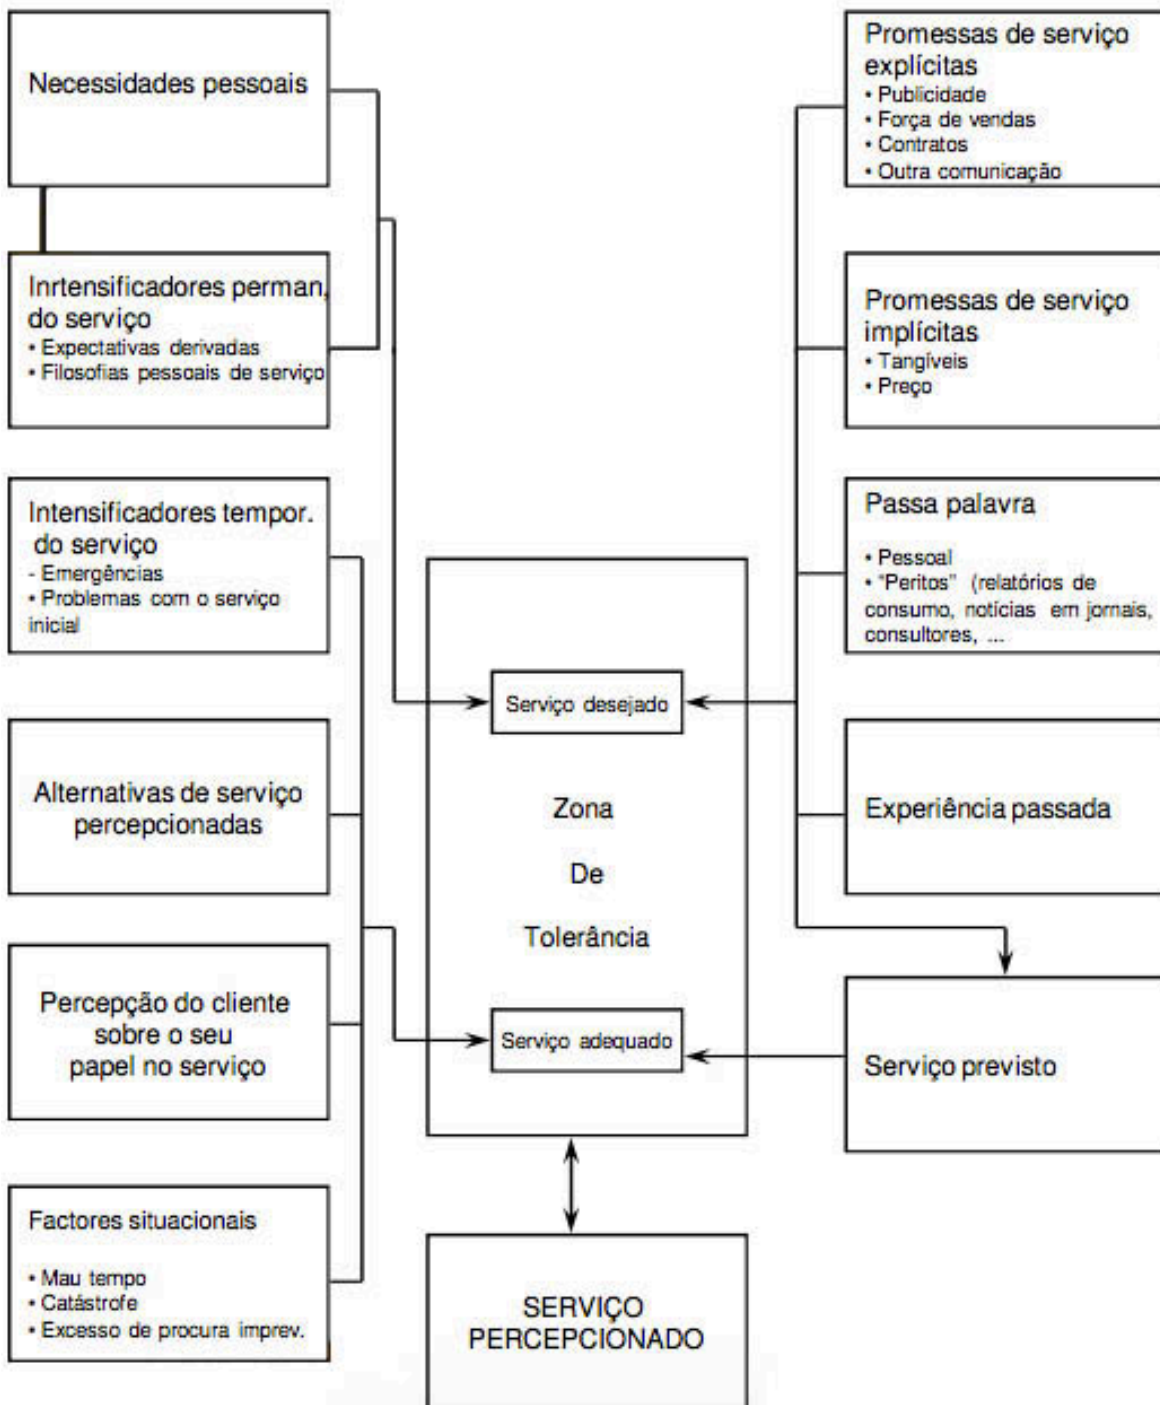 Necessidades pessoais
Inrtensificadores perman,
do serviço
• Expectativas derivadas
• Filosofias pessoais de serviço
Intensificadores tempor.
do serviço
- Emergências
• Problemas com o serviço
inicial
Alternativas de serviço
percepcionadas
Percepção do cliente
sobre o seu
papel no serviço
Factores situacionais
• Mau tempo
• Catástrofe
• Excesso de procura imprev.
Serviço desejado
Zona
De
Tolerância
Serviço adequado
SERVIÇO
PERCEPCIONADO
Promessas de serviço
explícitas
• Publicidade
• Força de vendas
• Contratos
• Outra comunicação
Promessas de serviço
implícitas
• Tangíveis
• Preço
Passa palavra
• Pessoal
• "Peritos" (relatórios de
consumo, notícias em jornais,
consultores, ...
Experiência passada
Serviço previsto